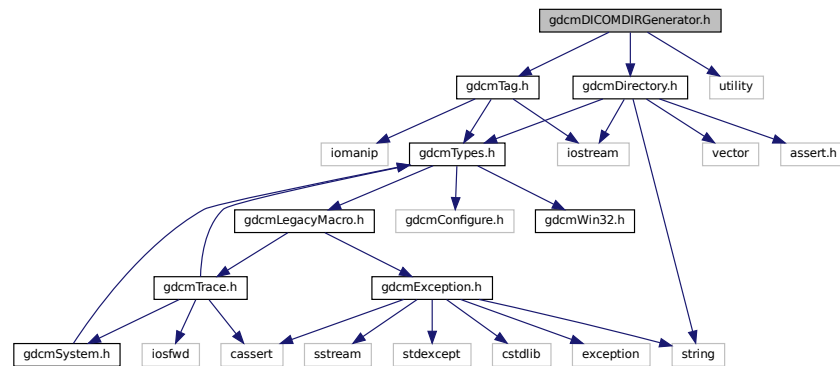 gdcmDICOMDIRGenerator.h
gdcmTag.h
gdcmDirectory.h
utility
iomanip
gdcmTypes.h
iostream
vector
assert.h
gdcmLegacyMacro.h
gdcmConfigure.h
gdcmWin32.h
gdcmTrace.h
gdcmException.h
gdcmSystem.h
iosfwd
cassert
sstream
stdexcept
cstdlib
exception
string